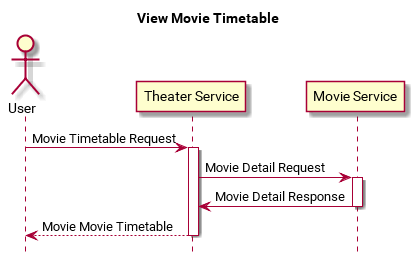 View Movie Timetable
User
Theater Service
Movie Service
Movie Timetable Request
Movie Detail Request
Movie Detail Response
Movie Movie Timetable